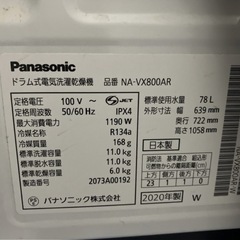 Panasonic
ドラム式電気洗濯乾燥機 品番 NA-VX800AR
定格電圧 100 V~ JET
定格周波数 50/60 Hz IPX4
最大消費電力 1190 W
冷媒 R134a
冷媒量 168 g
標準洗濯容量 11.0 kg
標準脱水容量 11.0 kg
標準乾燥容量 6.0 kg
製造番号 2073A00192
パナソニック株式会社
標準使用水量 78 L
外形寸法 幅 639 mm
奥行 722 mm
高さ 1058 mm
日本製
2020年製 W